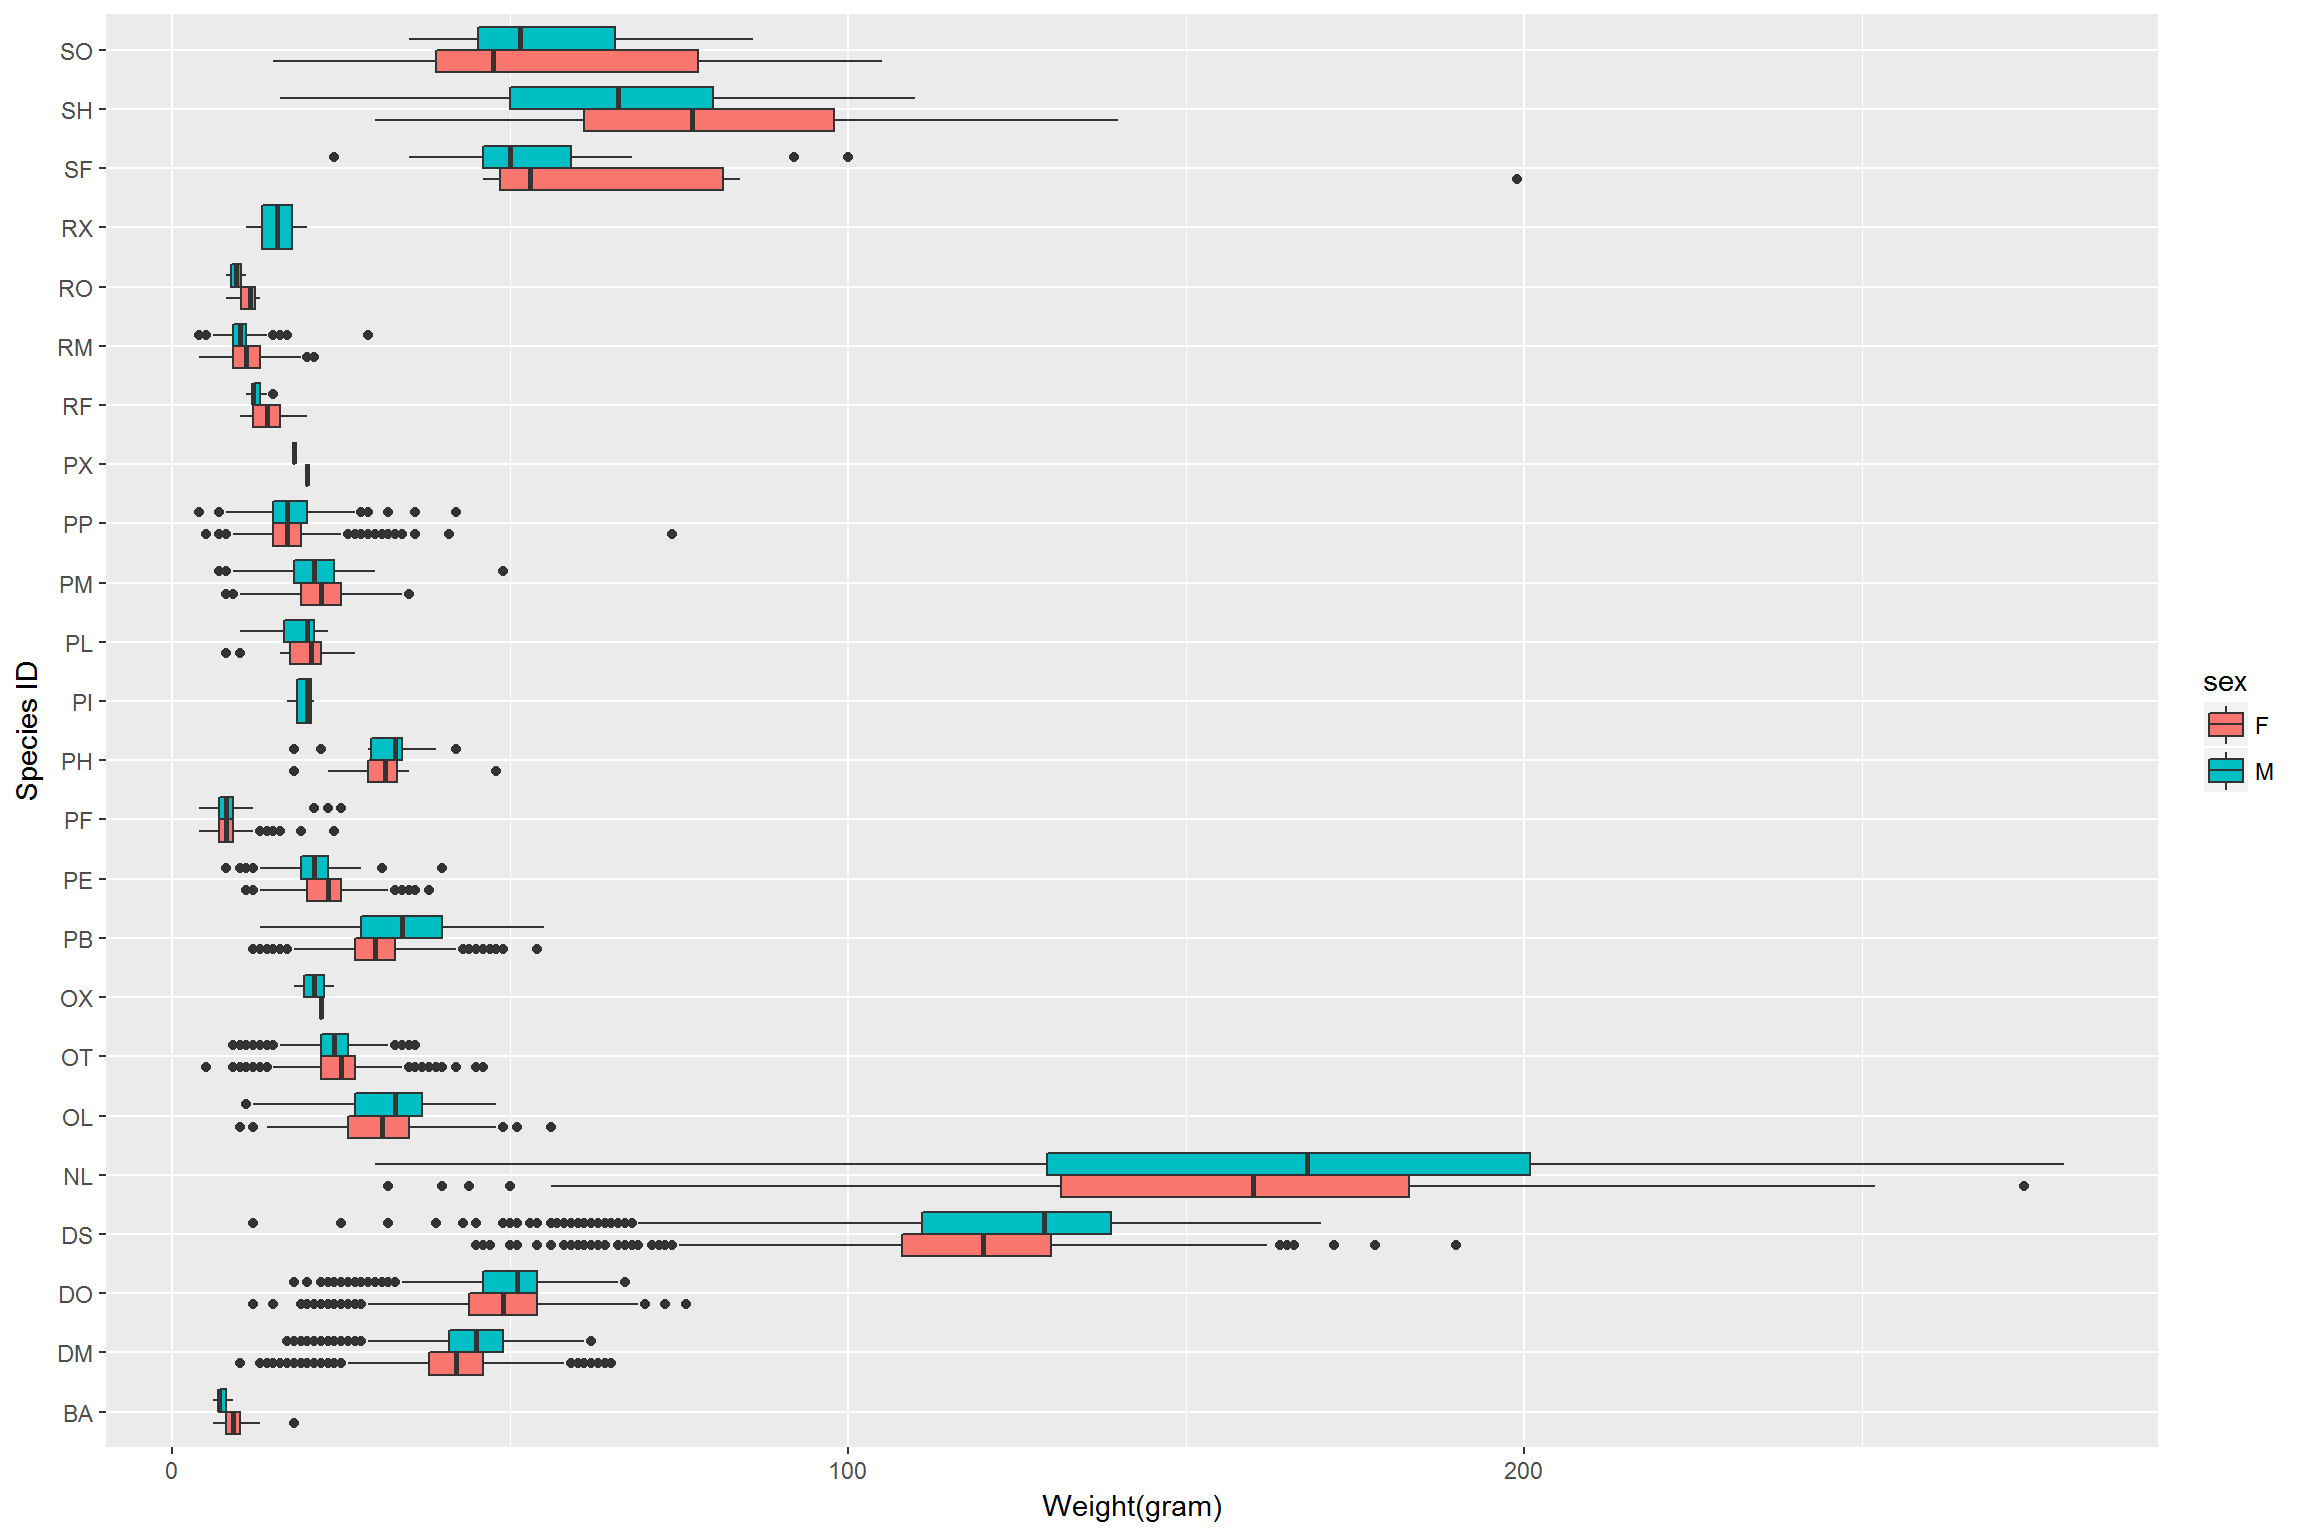 SO
SH
SF
RX
RO
RM
RF
PX
PP
PM
PL
PI
PH
PF
PE
PB
OX
OT
OL
NL
DS
DO
DM
BA
Species ID
0 100 200
Weight(gram)
sex
F
M